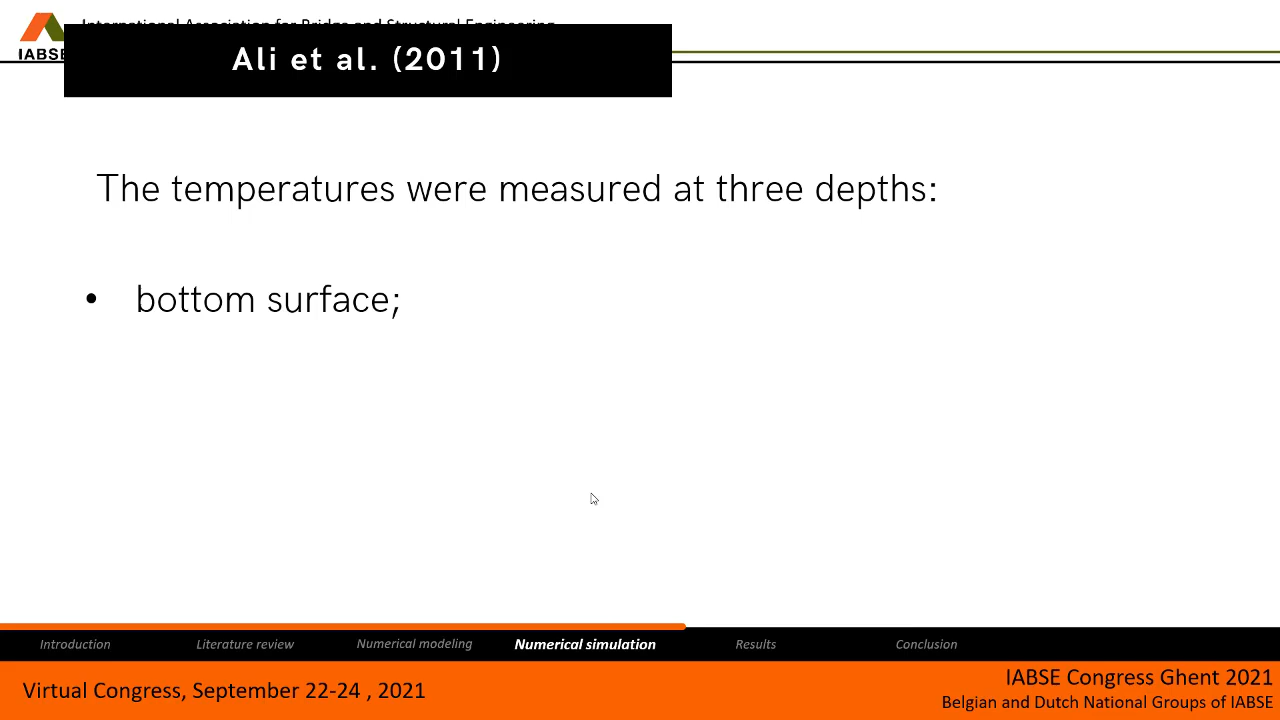 International Association for Bridge and Structural Engineering
IABSE
Ali et al. (2011)
The temperatures were measured at three depths:
• bottom surface;
Introduction Literature review Numerical modeling Numerical simulation Results Conclusion
Virtual Congress, September 22-24 , 2021
IABSE Congress Ghent 2021
Belgian and Dutch National Groups of IABSE